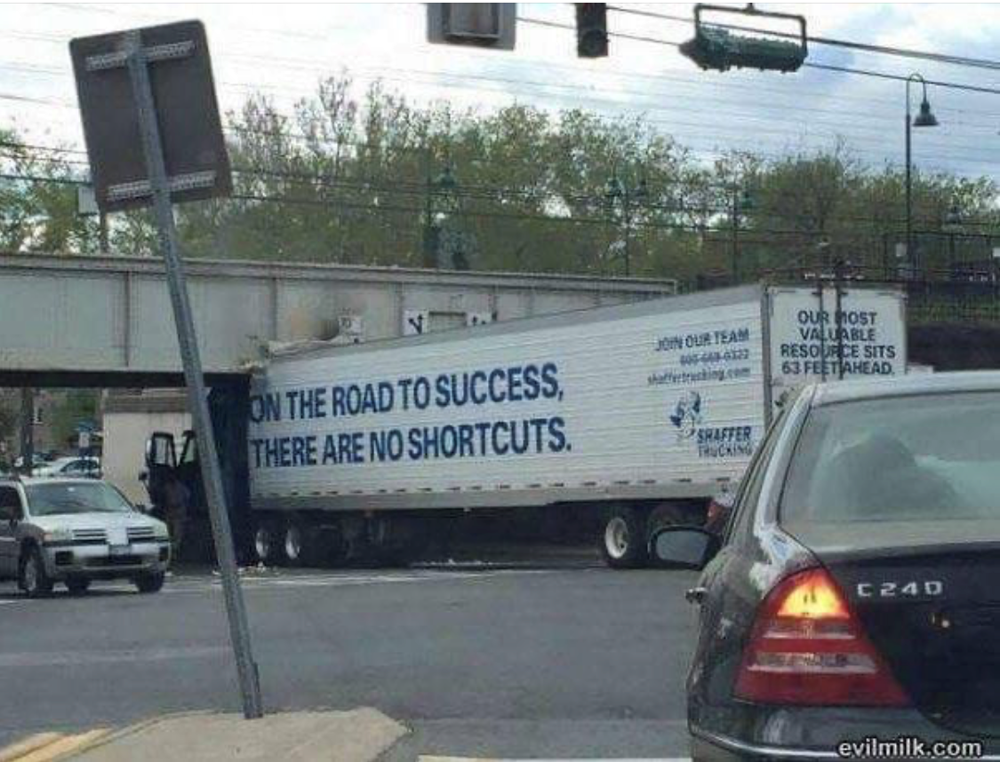 OUR MOST
VALUABLE
RESOURCE SITS
63 FEET AHEAD.
JOIN OUR TEAM
shaffertrucking.com
ON THE ROAD TO SUCCESS,
THERE ARE NO SHORTCUTS.
SHAFFER
TRUCKING
C240
evilmilk.com